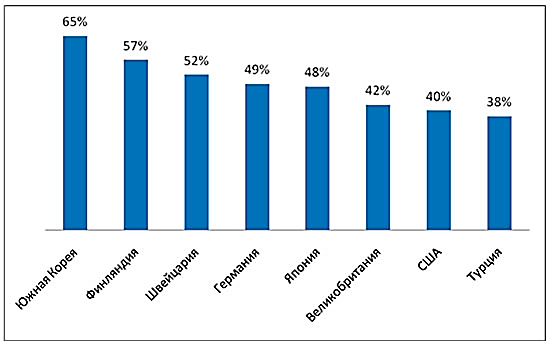 65%
57%
52%
49%
48%
42%
40%
38%
Южная Корея
Финляндия
Швейцария
Германия
Япония
Великобритания
США
Турция